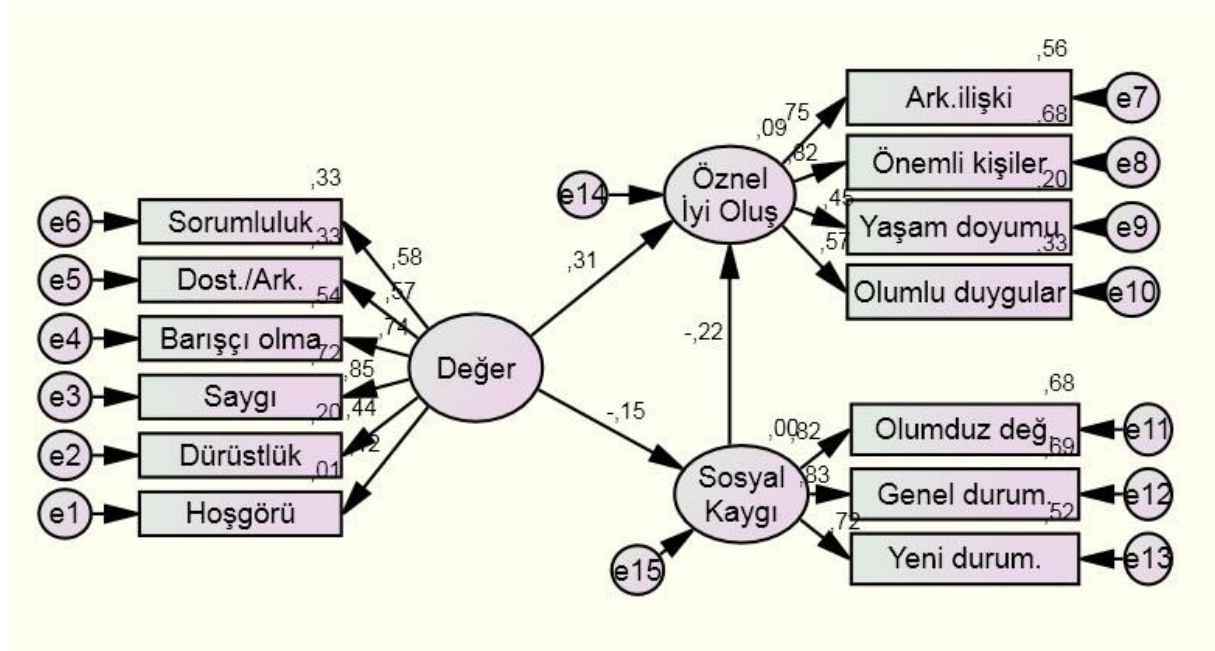 ,56
Ark.ilişki
e7
,75
,09
,68
,82
Önemli kişiler
e8
Öznel
İyi Oluş
e14
,20
,45
Yaşam doyumu
e9
,33
,57
Olumlu duygular
e10
,33
e6
Sorumluluk
,33
,58
e5
Dost./Ark.
,54
,57
e4
Barışçı olma
,72
,74
e3
Saygı
,20
,85
e2
Dürüstlük
,01
,44
e1
Hoşgörü
,12
Değer
,31
-,22
-,15
,68
,00
,82
Olumduz değ.
e11
Sosyal
Kaygı
,69
,83
Genel durum.
e12
,52
,72
Yeni durum.
e13
e15